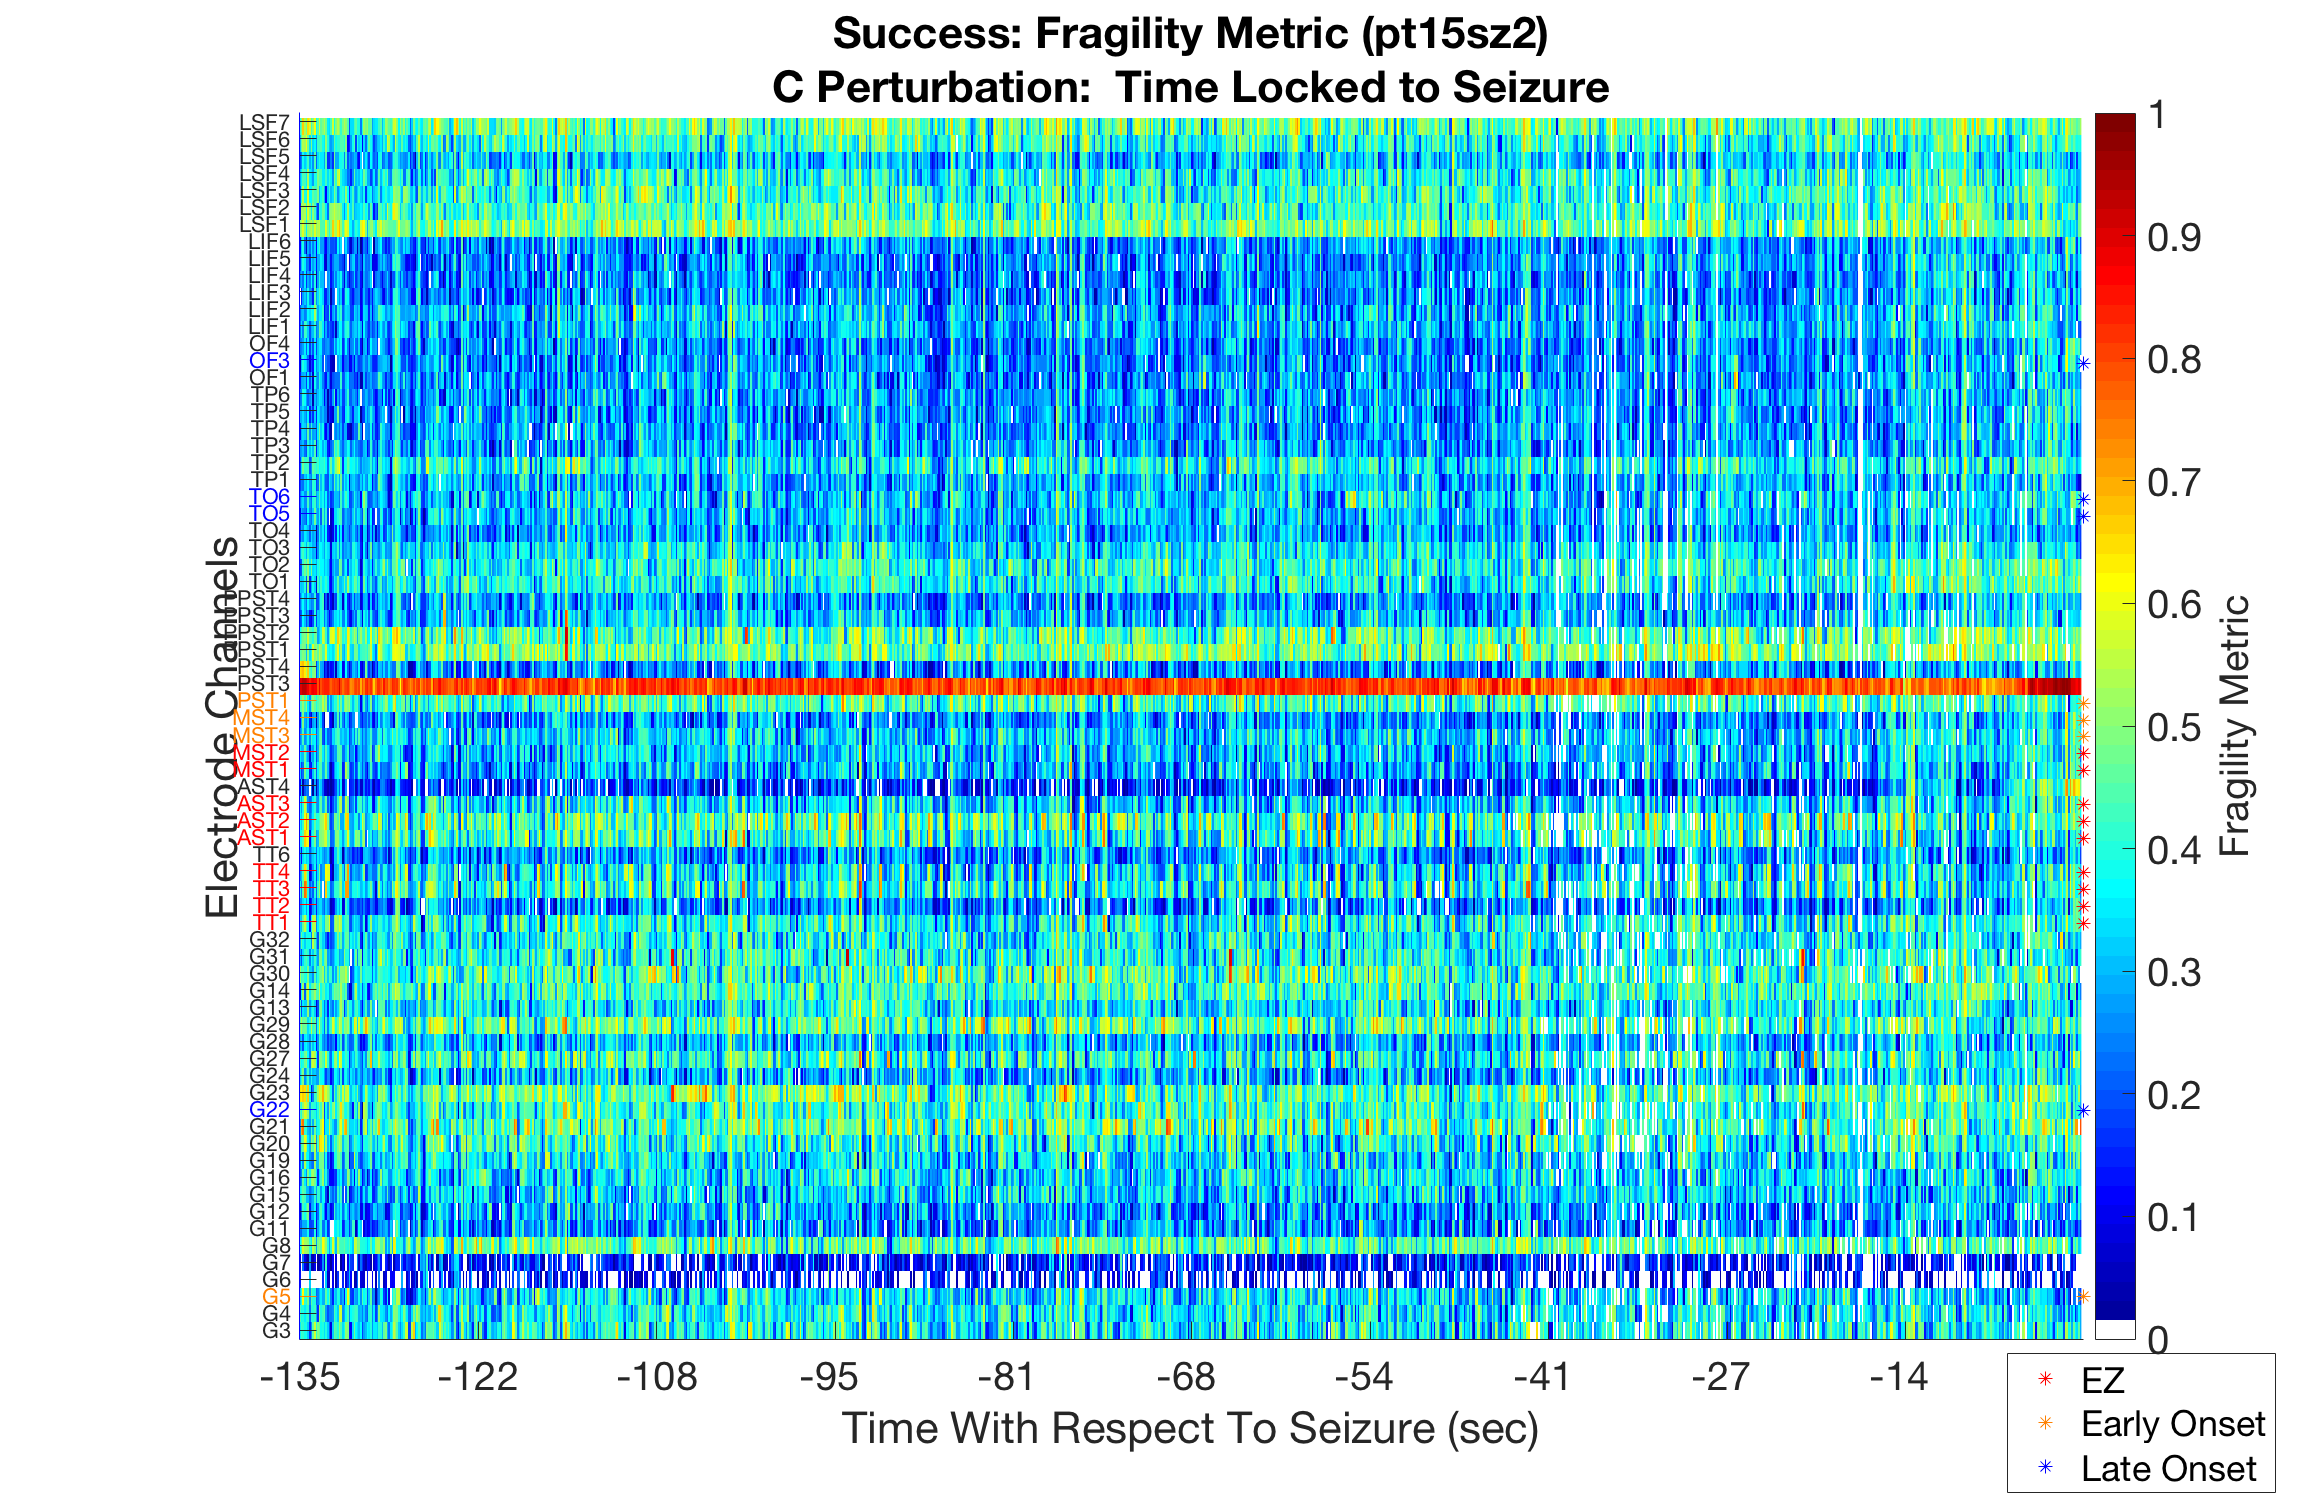 Success: Fragility Metric (pt15sz2)
C Perturbation: Time Locked to Seizure
Electrode Channels
LSF7
LSF6
LSF5
LSF4
LSF3
LSF2
LSF1
LIF6
LIF5
LIF4
LIF3
LIF2
LIF1
OF4
OF3
OF1
TP6
TP5
TP4
TP3
TP2
TP1
TO6
TO5
TO4
TO3
TO2
TO1
PPST4
PPST3
PPST2
PPST1
PST4
PST3
PST1
MST4
MST3
MST2
MST1
AST4
AST3
AST2
AST1
TT6
TT4
TT3
TT2
TT1
G32
G31
G30
G14
G13
G29
G28
G27
G24
G23
G22
G21
G20
G19
G16
G15
G12
G11
G8
G7
G6
G5
G4
G3
-135 -122 -108 -95 -81 -68 -54 -41 -27 -14
Time With Respect To Seizure (sec)
1
0.9
0.8
0.7
0.6
0.5
0.4
0.3
0.2
0.1
0
Fragility Metric
EZ
Early Onset
Late Onset